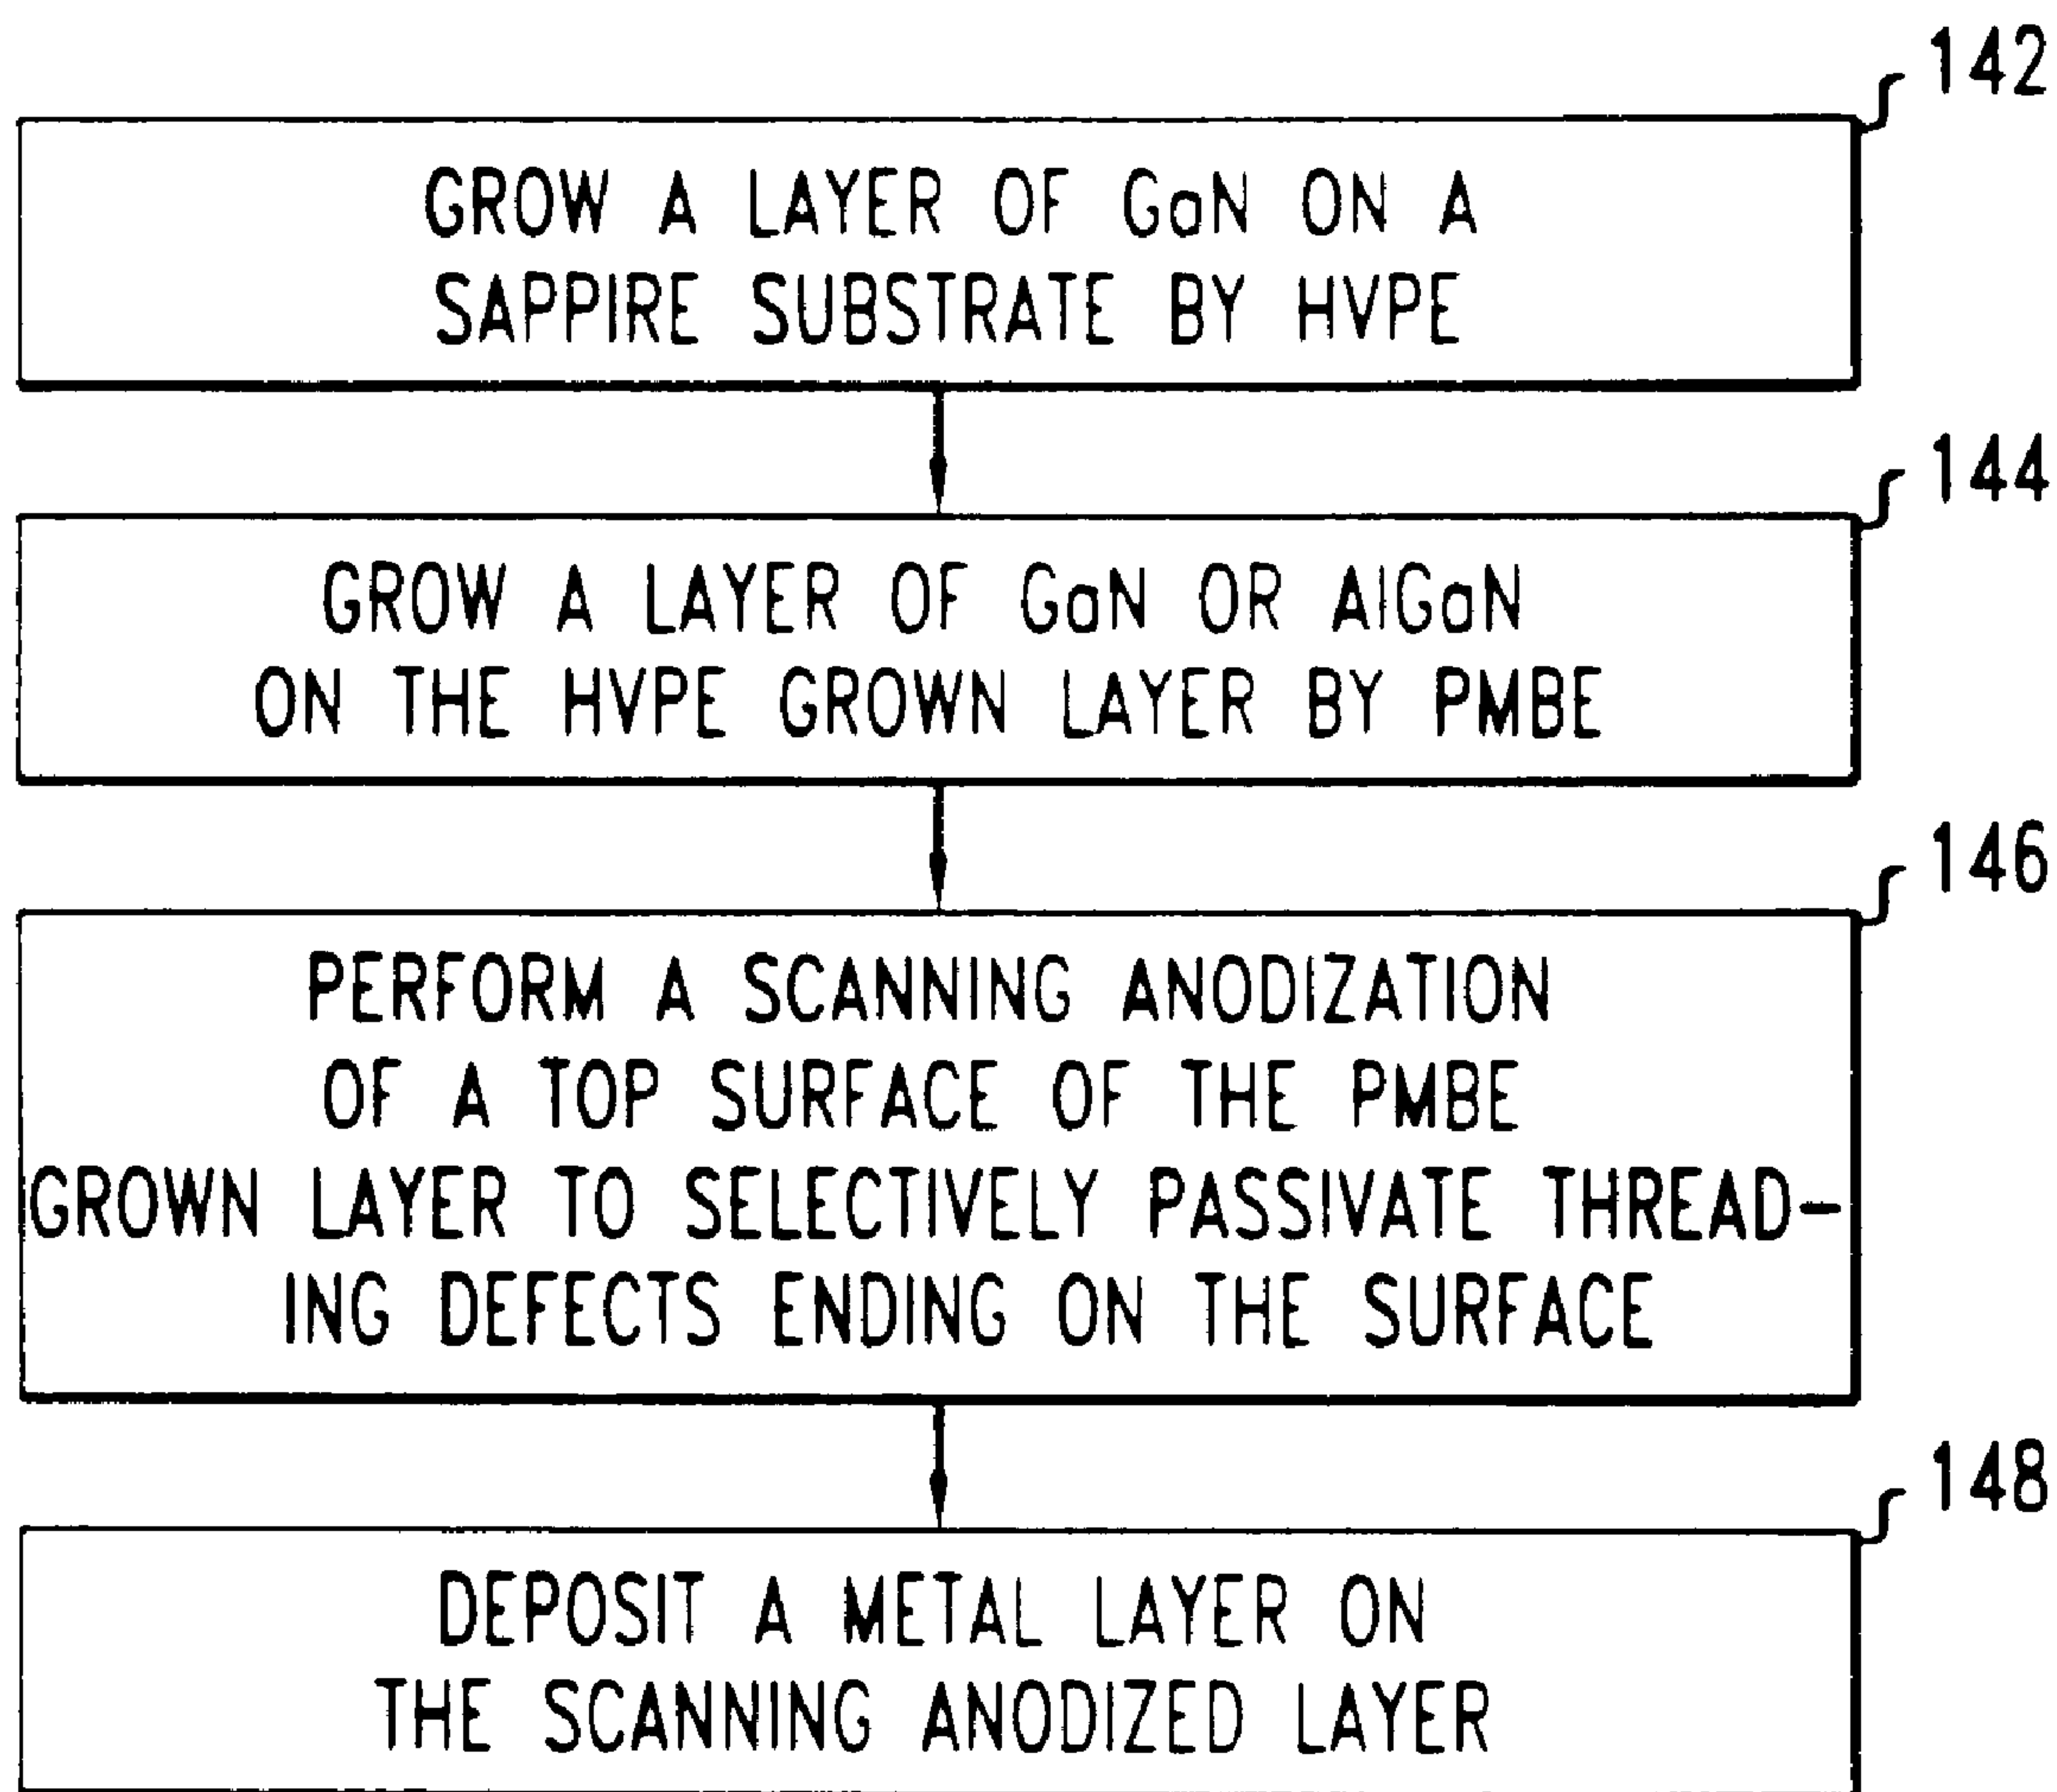 142
GROW A LAYER OF GaN ON A
SAPPIRE SUBSTRATE BY HVPE
144
GROW A LAYER OF GaN OR AlGaN
ON THE HVPE GROWN LAYER BY PMBE
146
PERFORM A SCANNING ANODIZATION
OF A TOP SURFACE OF THE PMBE
GROWN LAYER TO SELECTIVELY PASSIVATE THREAD-
ING DEFECTS ENDING ON THE SURFACE
148
DEPOSIT A METAL LAYER ON
THE SCANNING ANODIZED LAYER